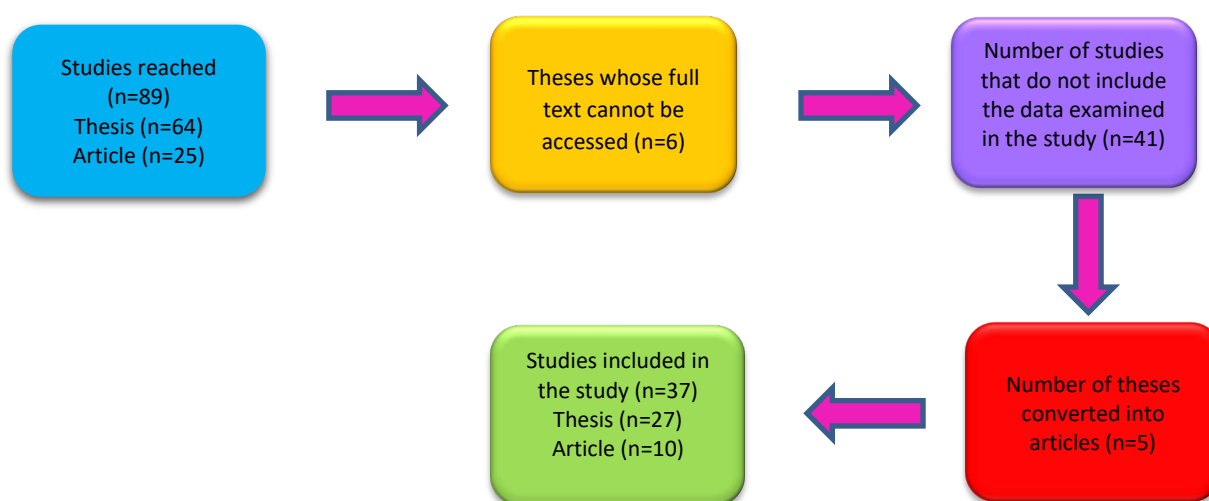 Studies reached
(n=89)
Thesis (n=64)
Article (n=25)
Theses whose full
text cannot be
accessed (n=6)
Number of studies
that do not include
the data examined
in the study (n=41)
Number of theses
converted into
articles (n=5)
Studies included in
the study (n=37)
Thesis (n=27)
Article (n=10)